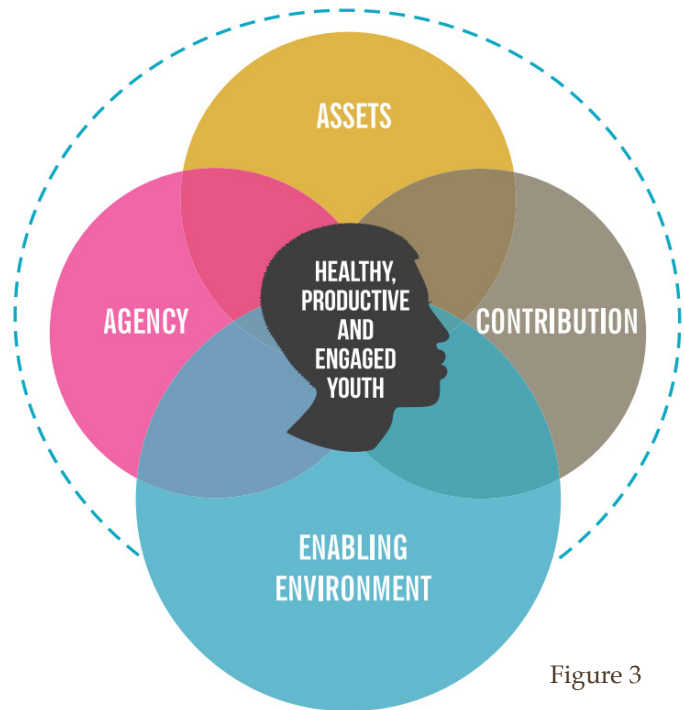 ASSETS
AGENCY
HEALTHY,
PRODUCTIVE
AND
ENGAGED
YOUTH
CONTRIBUTION
ENABLING
ENVIRONMENT
Figure 3